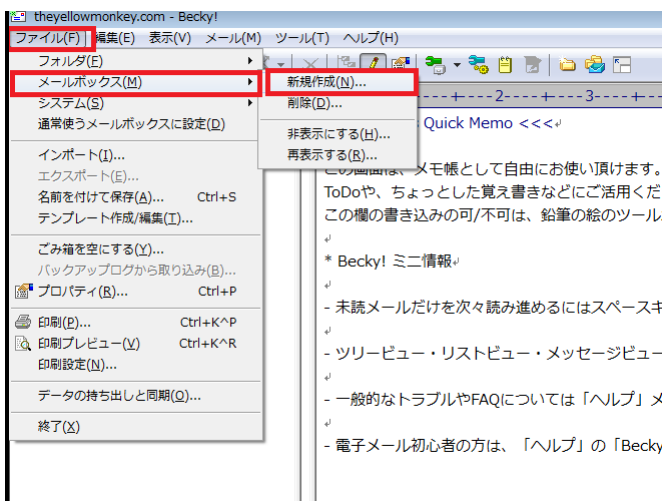 theyellowmonkey.com - Becky!
ファイル(F) 編集(E) 表示(V) メール(M) ツール(T) ヘルプ(H)
フォルダ(F)
メールボックス(M)
システム(S)
通常使うメールボックスに設定(D)
インポート(I)...
エクスポート(E)...
名前を付けて保存(A)... Ctrl+S
テンプレート作成/編集(T)...
ごみ箱を空にする(Y)...
バックアップログから取り込み(B)...
プロパティ(R)... Ctrl+P
印刷(P)... Ctrl+K^P
印刷プレビュー(V) Ctrl+K^R
印刷設定(N)...
データの持ち出しと同期(O)...
終了(X)
新規作成(N)...
削除(D)...
非表示にする(H)...
再表示する(R)...
----+----2----+----3----+--
Quick Memo <<<
この画面は、メモ帳として自由にお使い頂けます。
ToDoや、ちょっとした覚え書きなどにご活用くだ
この欄の書き込みの可/不可は、鉛筆の絵のツール
* Becky! ミニ情報
- 未読メールだけを次々読み進めるにはスペースキ
- ツリービュー・リストビュー・メッセージビュー
- 一般的なトラブルやFAQについては「ヘルプ」メ
- 電子メール初心者の方は、「ヘルプ」の「Becky